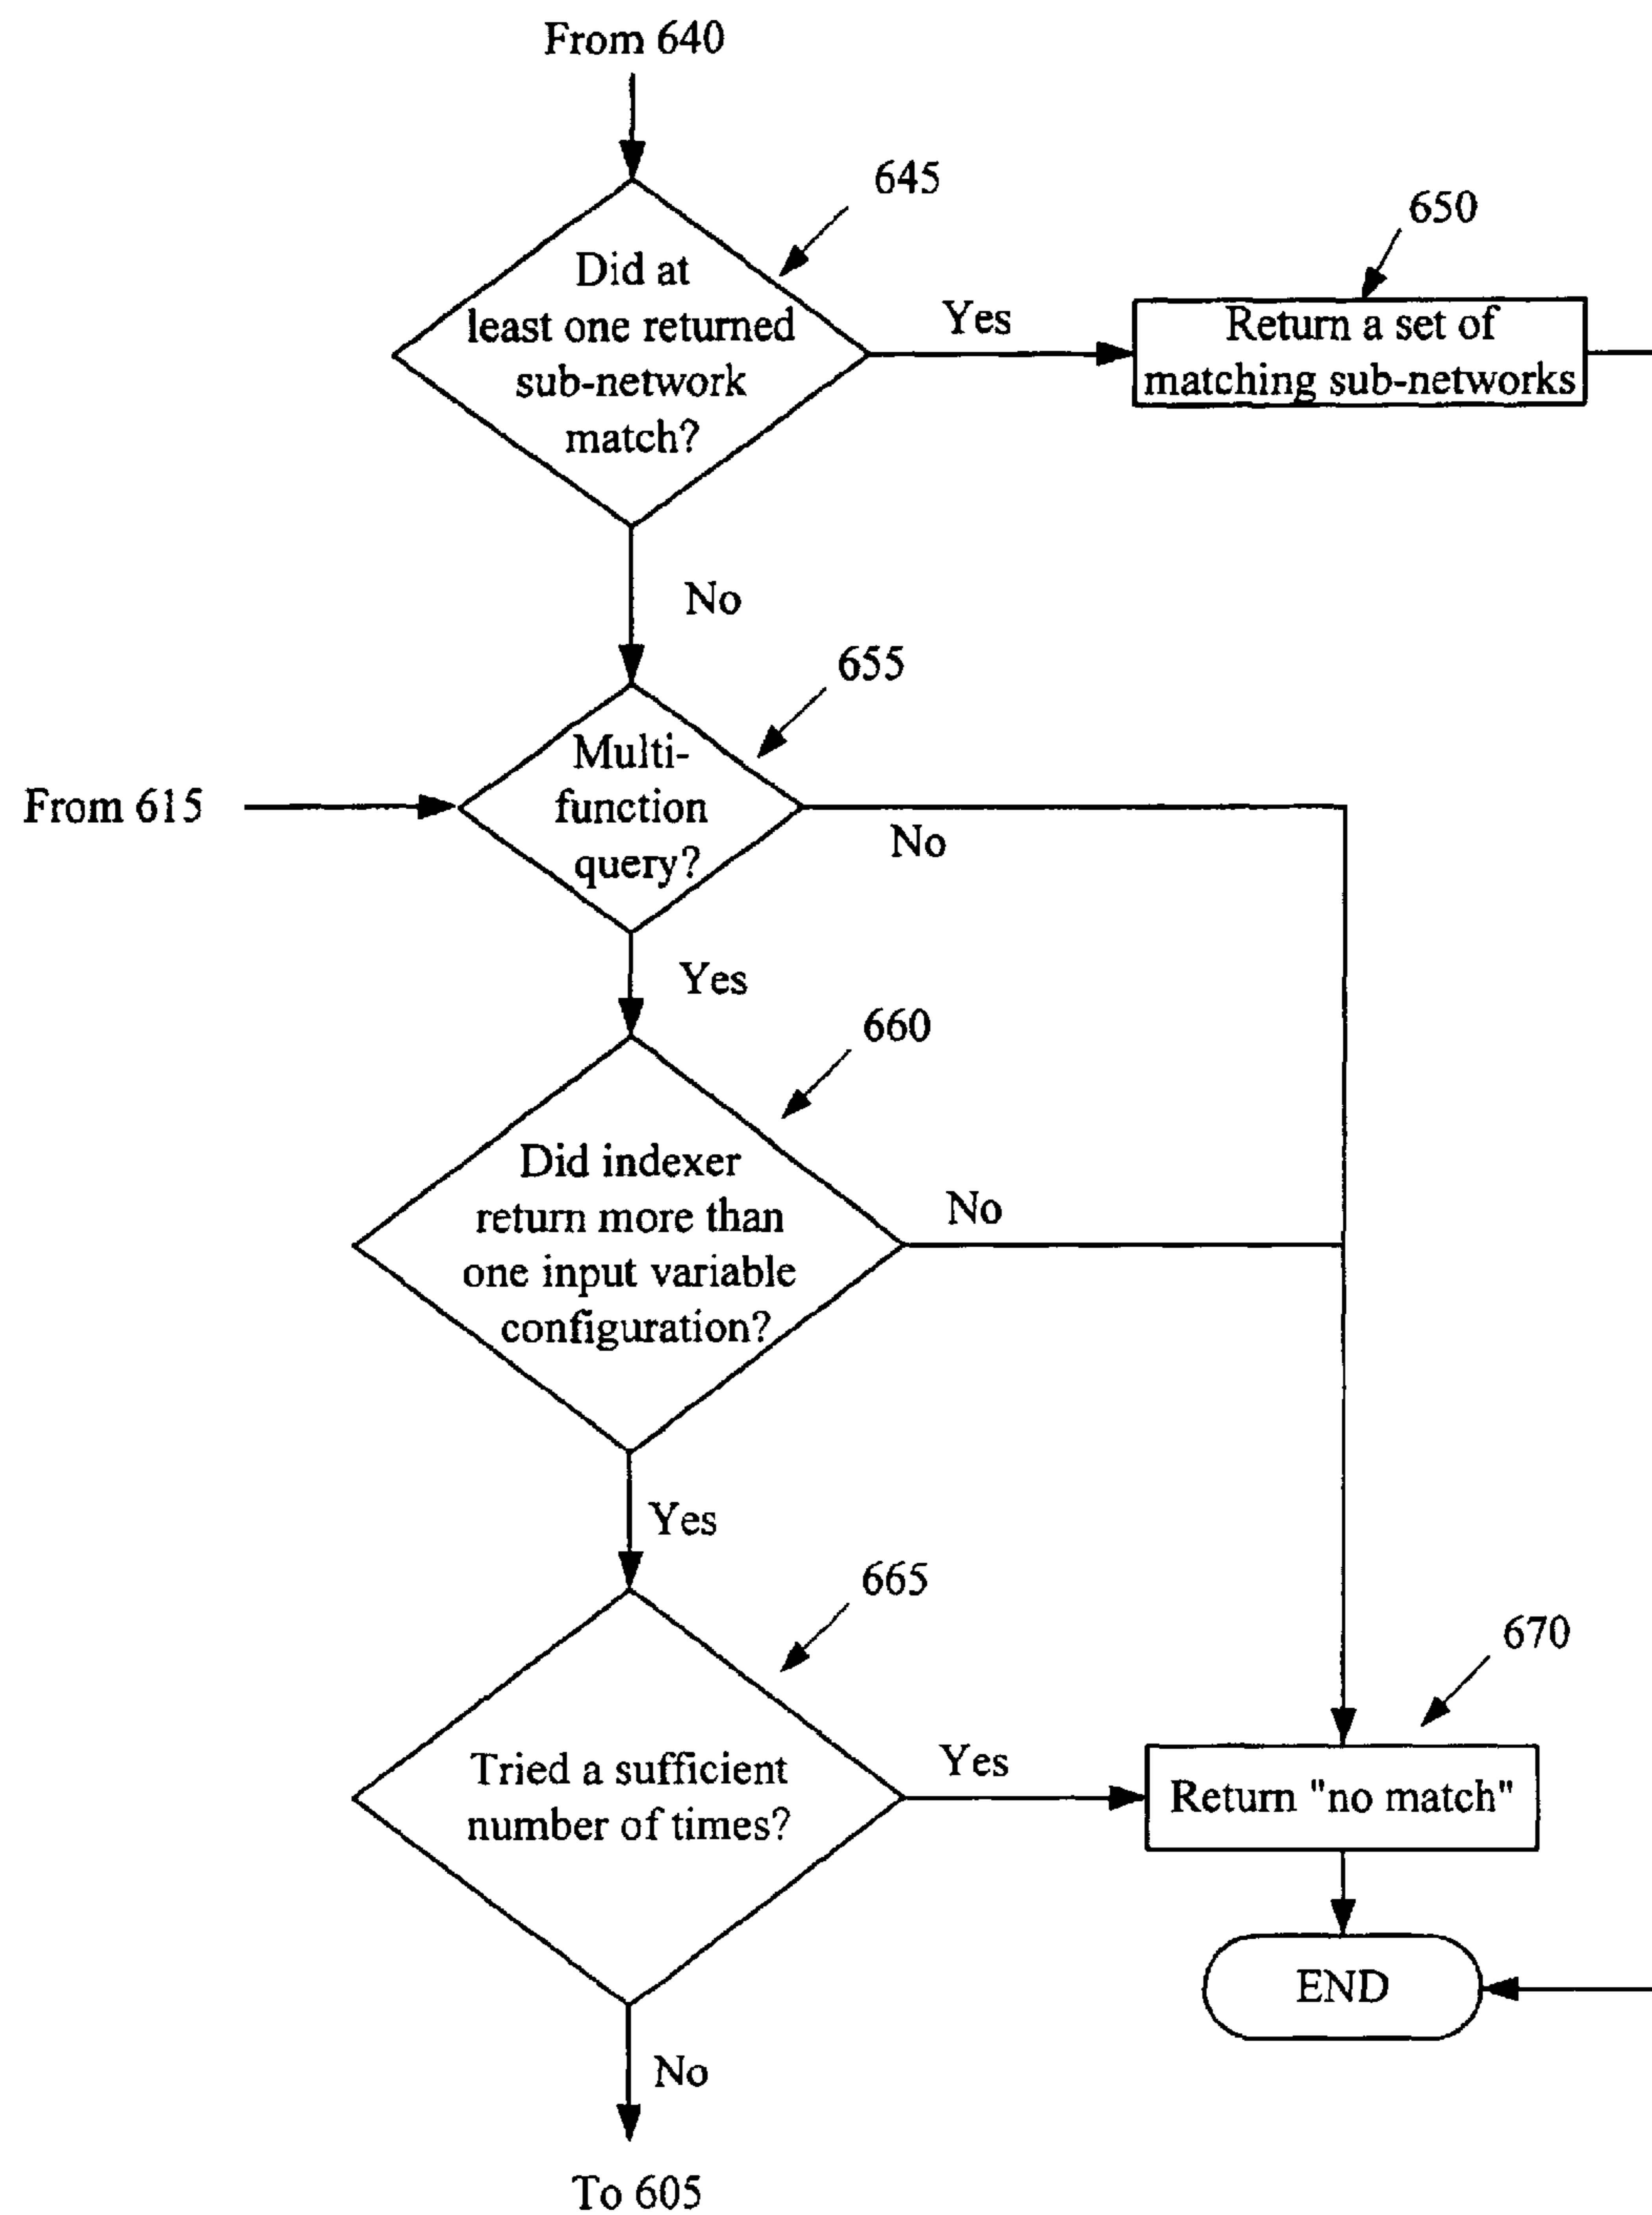 From 640
645
650
Did at
least one returned
sub-network
match?
Yes
Return a set of
matching sub-networks
No
655
Multi-
function
query?
From 615
No
Yes
660
Did indexer
return more than
one input variable
configuration?
No
Yes
665
670
Tried a sufficient
number of times?
Yes
Return "no match"
END
No
To 605